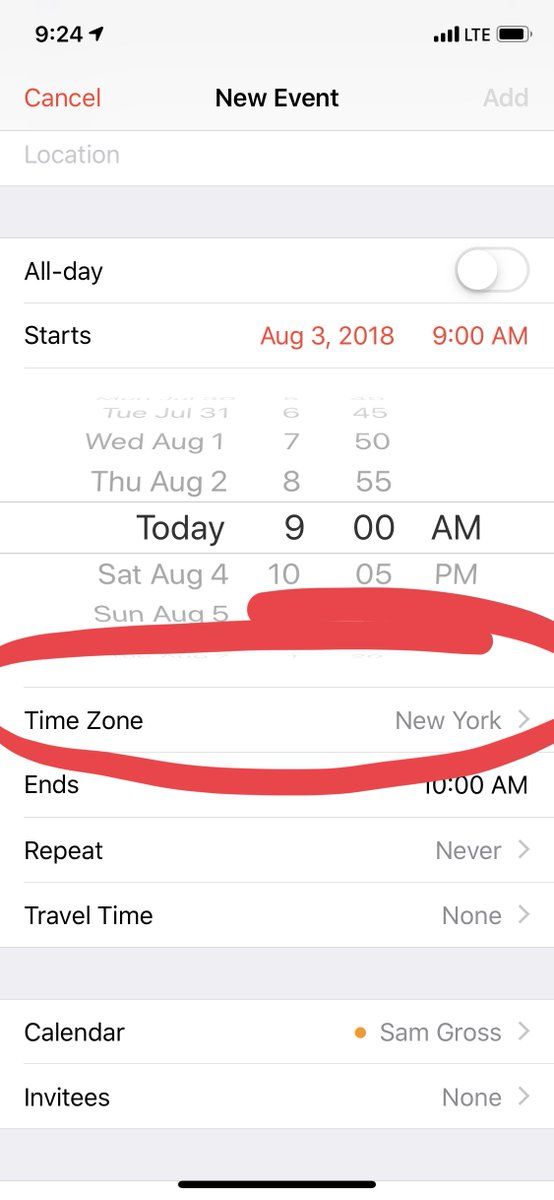 9:24 LTE
Cancel New Event Add
Location
All-day
Starts Aug 3, 2018 9:00 AM
Tue Jul 31 6 45
Wed Aug 1 7 50
Thu Aug 2 8 55
Today 9 00 AM
Sat Aug 4 10 05 PM
Sun Aug 5
Time Zone New York
Ends 10:00 AM
Repeat Never
Travel Time None
Calendar Sam Gross
Invitees None